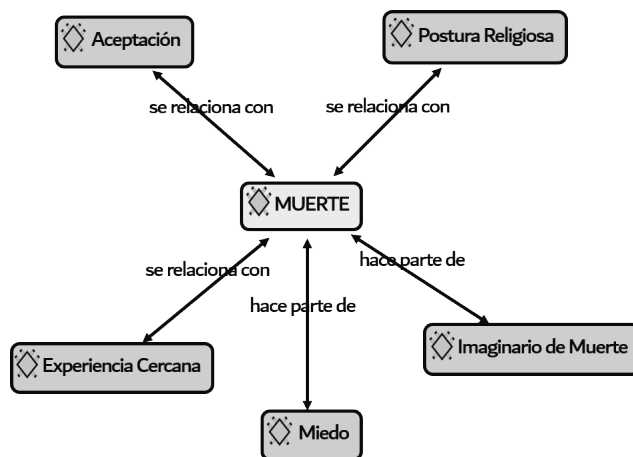 Aceptación
Postura Religiosa
se relaciona con
se relaciona con
MUERTE
se relaciona con
hace parte de
hace parte de
Experiencia Cercana
Imaginario de Muerte
Miedo